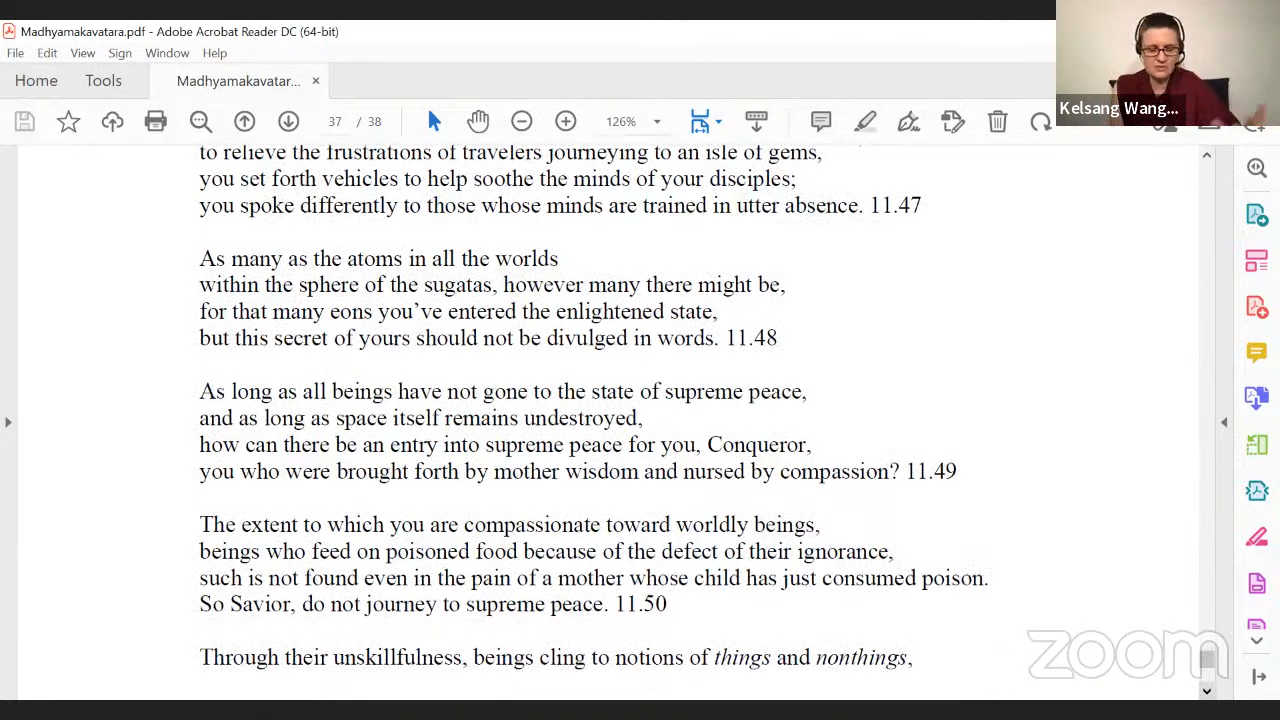 Madhyamakavatara.pdf - Adobe Acrobat Reader DC (64-bit)
File Edit View Sign Window Help
Home Tools Madhyamakavatar... ×
37 / 38 126%
Kelsang Wang...
to relieve the frustrations of travelers journeying to an isle of gems,
you set forth vehicles to help soothe the minds of your disciples;
you spoke differently to those whose minds are trained in utter absence. 11.47
As many as the atoms in all the worlds
within the sphere of the sugatas, however many there might be,
for that many eons you’ve entered the enlightened state,
but this secret of yours should not be divulged in words. 11.48
As long as all beings have not gone to the state of supreme peace,
and as long as space itself remains undestroyed,
how can there be an entry into supreme peace for you, Conqueror,
you who were brought forth by mother wisdom and nursed by compassion? 11.49
The extent to which you are compassionate toward worldly beings,
beings who feed on poisoned food because of the defect of their ignorance,
such is not found even in the pain of a mother whose child has just consumed poison.
So Savior, do not journey to supreme peace. 11.50
Through their unskillfulness, beings cling to notions of things and nonthings,
zoom